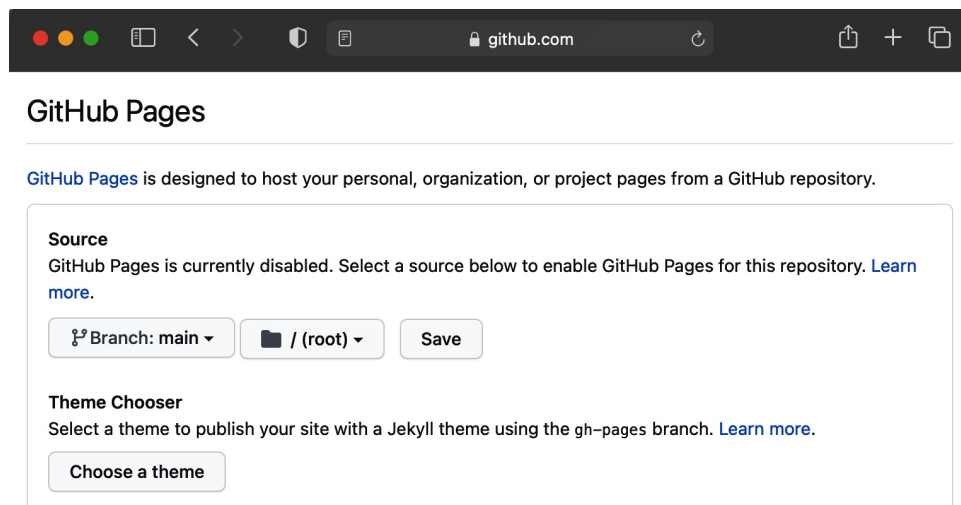 github.com
GitHub Pages
GitHub Pages is designed to host your personal, organization, or project pages from a GitHub repository.
Source
GitHub Pages is currently disabled. Select a source below to enable GitHub Pages for this repository. Learn
more.
Branch: main / (root) Save
Theme Chooser
Select a theme to publish your site with a Jekyll theme using the gh-pages branch. Learn more.
Choose a theme